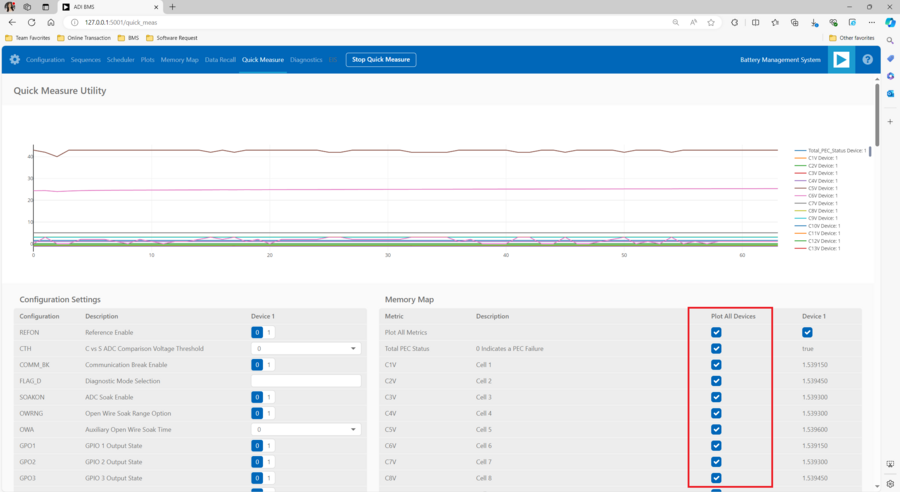 ADI BMS
127.0.0.1:5001/quick_meas
Team Favorites
Online Transaction
BMS
Software Request
Other favorites
Configuration
Sequences
Scheduler
Plots
Memory Map
Data Recall
Quick Measure
Diagnostics
Stop Quick Measure
Battery Management System
Quick Measure Utility
40
30
20
10
0
0 10 20 30 40 50 60
Total_PEC_Status Device: 1
C1V Device: 1
C2V Device: 1
C3V Device: 1
C4V Device: 1
C5V Device: 1
C6V Device: 1
C7V Device: 1
C8V Device: 1
C9V Device: 1
C10V Device: 1
C11V Device: 1
C12V Device: 1
C13V Device: 1
Configuration Settings
Configuration Description Device 1
REFON Reference Enable 0 1
CTH C vs S ADC Comparison Voltage Threshold 0
COMM_BK Communication Break Enable 0 1
FLAG_D Diagnostic Mode Selection
SOAKON ADC Soak Enable 0 1
OWRNG Open Wire Soak Range Option 0 1
OWA Auxiliary Open Wire Soak Time 0
GPO1 GPIO 1 Output State 0 1
GPO2 GPIO 2 Output State 0 1
GPO3 GPIO 3 Output State 0 1
Memory Map
Metric Description Plot All Devices Device 1
Plot All Metrics
Total PEC Status 0 Indicates a PEC Failure true
C1V Cell 1 1.539150
C2V Cell 2 1.539450
C3V Cell 3 1.539300
C4V Cell 4 1.539300
C5V Cell 5 1.539600
C6V Cell 6 1.539150
C7V Cell 7 1.539300
C8V Cell 8 1.539450